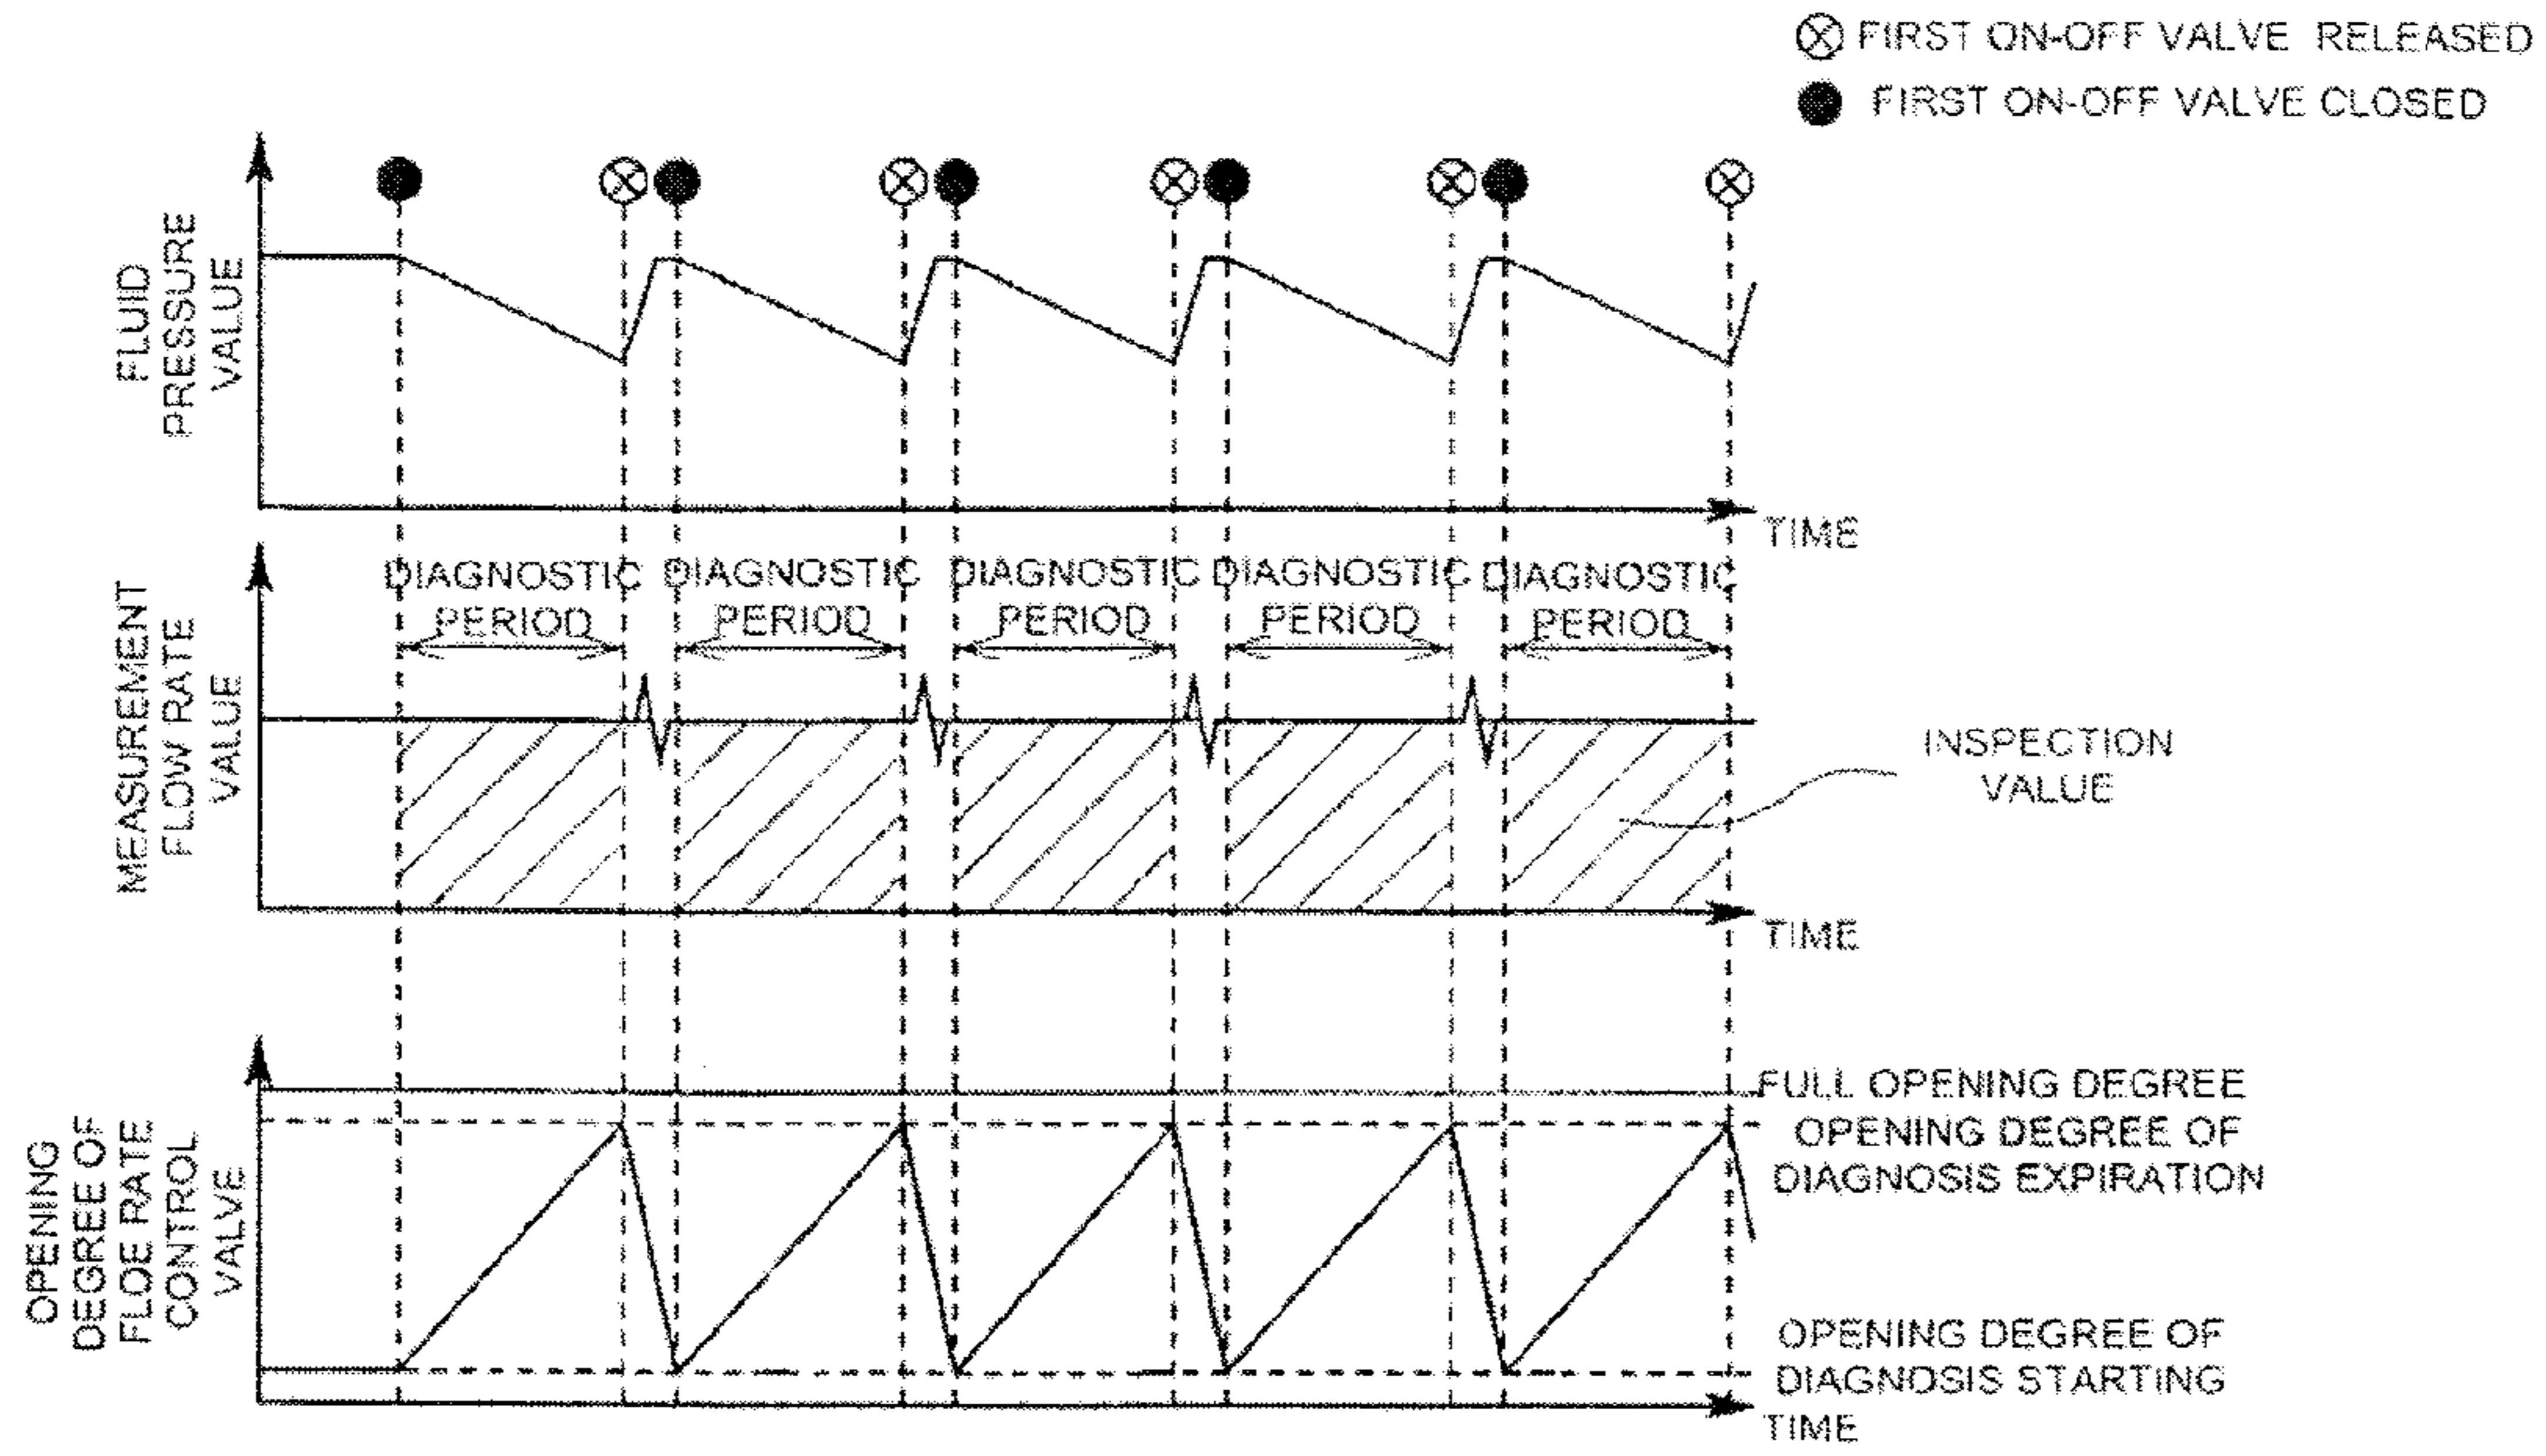 FIRST ON-OFF VALVE RELEASED
FIRST ON-OFF VALVE CLOSED
FLUID
PRESSURE
VALUE
TIME
DIAGNOSTIC
PERIOD
DIAGNOSTIC
PERIOD
DIAGNOSTIC
PERIOD
DIAGNOSTIC
PERIOD
DIAGNOSTIC
PERIOD
MEASUREMENT
FLOW RATE
VALUE
INSPECTION
VALUE
TIME
OPENING
DEGREE OF
FLOE RATE
CONTROL
VALVE
FULL OPENING DEGREE
OPENING DEGREE OF
DIAGNOSIS EXPIRATION
OPENING DEGREE OF
DIAGNOSIS STARTING
TIME